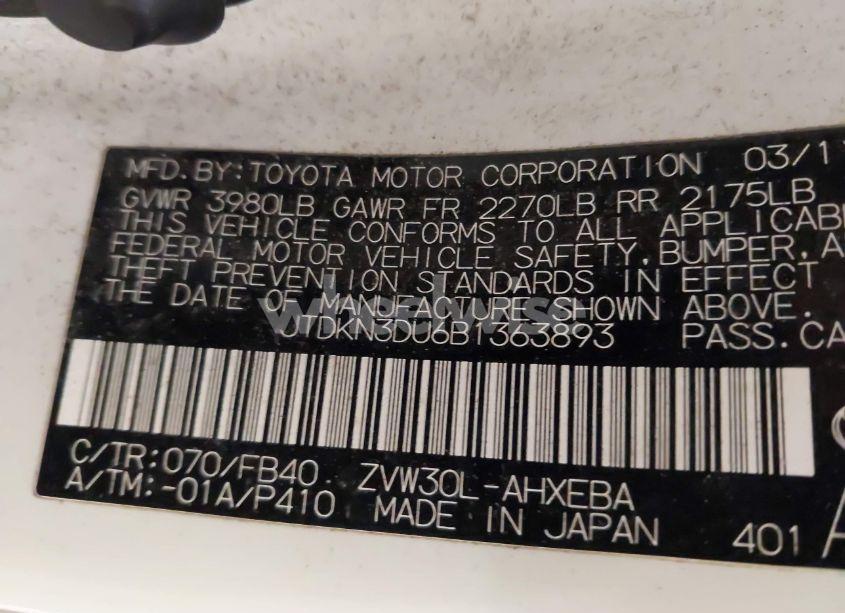 MFD. BY: TOYOTA MOTOR CORPORATION 03/11
GVWR 3980LB GAWR FR 2270LB RR 2175LB
THIS VEHICLE CONFORMS TO ALL APPLICAB
FEDERAL MOTOR VEHICLE SAFETY, BUMPER, A
THEFT PREVENTION STANDARDS IN EFFECT
THE DATE OF MANUFACTURE SHOWN ABOVE.
JTDKN3DU6B1363893 PASS. CA
C/TR: 070/FB40 ZVW30L-AHXEBA
A/TM: -01A/P410 MADE IN JAPAN 401
wheelwise